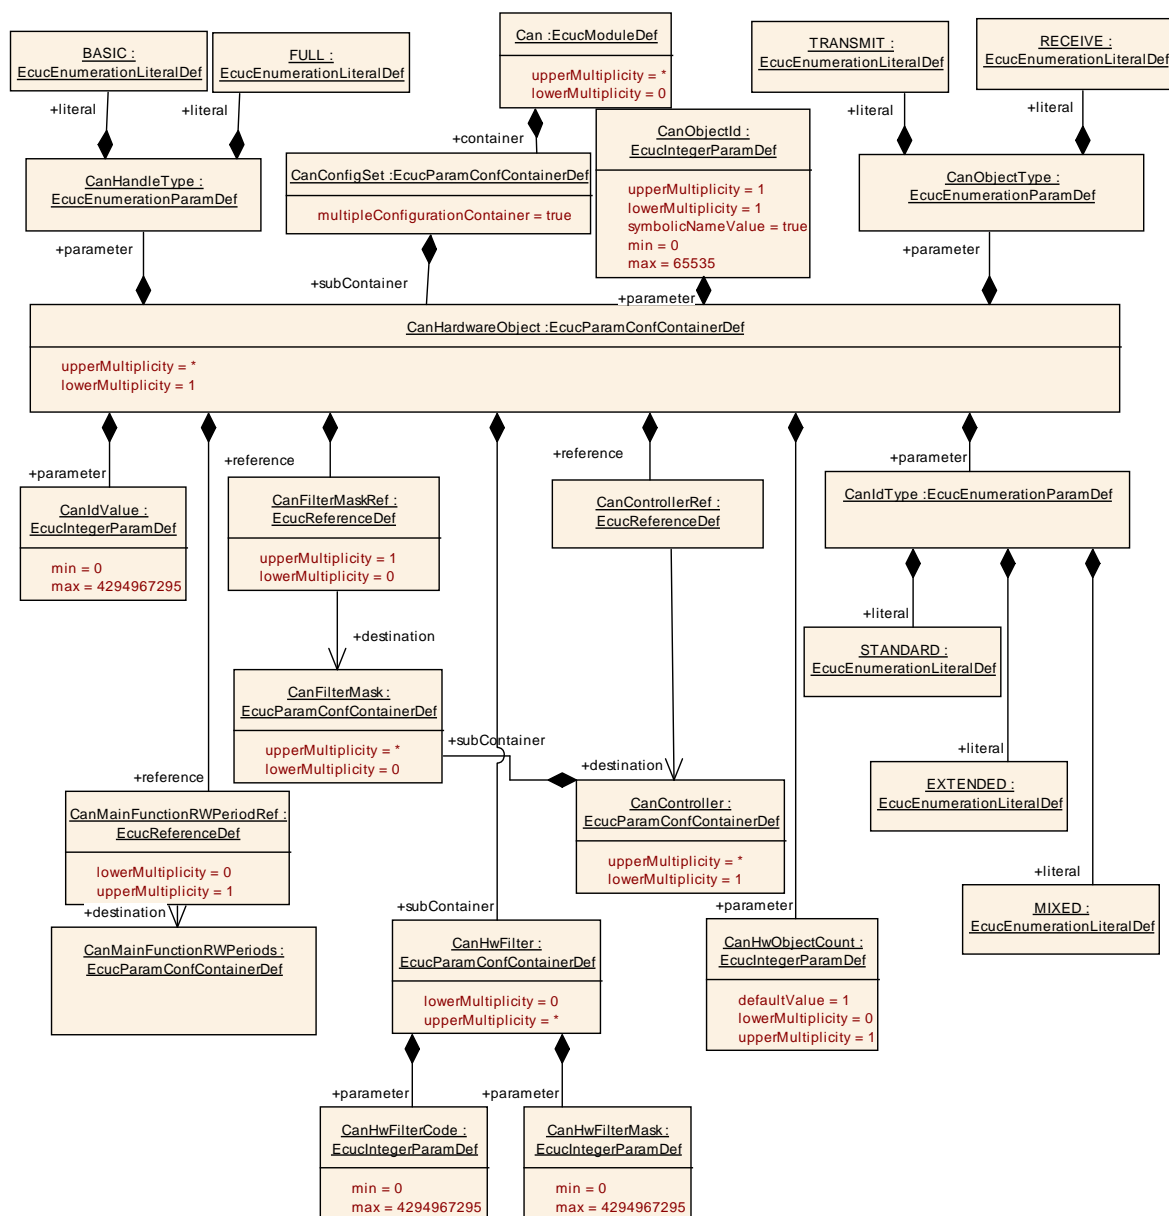 BASIC :
EcucEnumerationLiteralDef
FULL :
EcucEnumerationLiteralDef
Can :EcucModuleDef
upperMultiplicity = *
lowerMultiplicity = 0
TRANSMIT :
EcucEnumerationLiteralDef
RECEIVE :
EcucEnumerationLiteralDef
+literal
+literal
+container
+literal
+literal
CanHandleType :
EcucEnumerationParamDef
CanConfigSet :EcucParamConfContainerDef
multipleConfigurationContainer = true
CanObjectId :
EcucIntegerParamDef
upperMultiplicity = 1
lowerMultiplicity = 1
symbolicNameValue = true
min = 0
max = 65535
CanObjectType :
EcucEnumerationParamDef
+parameter
+subContainer
+parameter
+parameter
CanHardwareObject :EcucParamConfContainerDef
upperMultiplicity = *
lowerMultiplicity = 1
+parameter
+reference
+reference
+parameter
CanIdValue :
EcucIntegerParamDef
min = 0
max = 4294967295
CanFilterMaskRef :
EcucReferenceDef
upperMultiplicity = 1
lowerMultiplicity = 0
CanControllerRef :
EcucReferenceDef
CanIdType :EcucEnumerationParamDef
+destination
+literal
STANDARD :
EcucEnumerationLiteralDef
CanFilterMask :
EcucParamConfContainerDef
upperMultiplicity = *
lowerMultiplicity = 0
+subContainer
+destination
+literal
+reference
CanMainFunctionRWPeriodRef :
EcucReferenceDef
lowerMultiplicity = 0
upperMultiplicity = 1
CanController :
EcucParamConfContainerDef
upperMultiplicity = *
lowerMultiplicity = 1
EXTENDED :
EcucEnumerationLiteralDef
+literal
+destination
+subContainer
+parameter
MIXED :
EcucEnumerationLiteralDef
CanMainFunctionRWPeriods :
EcucParamConfContainerDef
CanHwFilter :
EcucParamConfContainerDef
lowerMultiplicity = 0
upperMultiplicity = *
CanHwObjectCount :
EcucIntegerParamDef
defaultValue = 1
lowerMultiplicity = 0
upperMultiplicity = 1
+parameter
+parameter
CanHwFilterCode :
EcucIntegerParamDef
min = 0
max = 4294967295
CanHwFilterMask :
EcucIntegerParamDef
min = 0
max = 4294967295